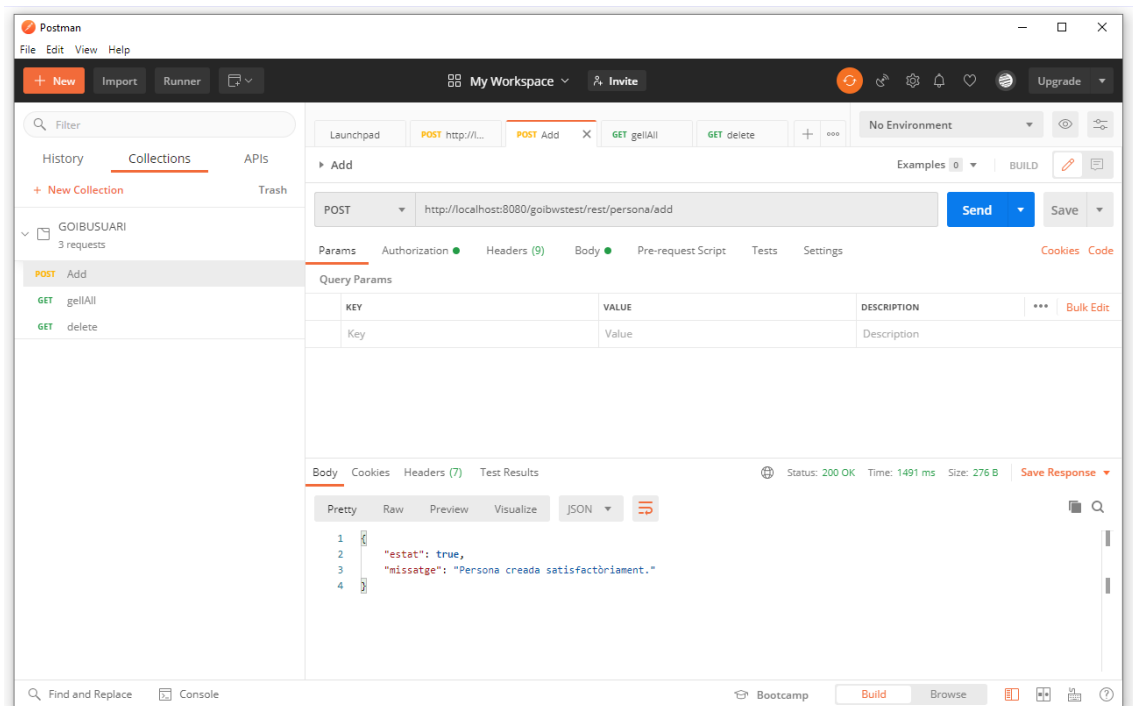 Postman
File Edit View Help
+ New Import Runner My Workspace Invite Upgrade
Filter
History Collections APIs
+ New Collection Trash
GOIBUSUARI
3 requests
POST Add
GET gellAll
GET delete
Launchpad POST http://l... POST Add X GET gellAll GET delete + ooo No Environment
Add Examples 0 BUILD
POST http://localhost:8080/goibwstest/rest/persona/add Send Save
Params Authorization Headers (9) Body Pre-request Script Tests Settings Cookies Code
Query Params
KEY VALUE DESCRIPTION ••• Bulk Edit
Key Value Description
Body Cookies Headers (7) Test Results Status: 200 OK Time: 1491 ms Size: 276 B Save Response
Pretty Raw Preview Visualize JSON
1 {
2 "estat": true,
3 "missatge": "Persona creada satisfactòriament."
4 }
Find and Replace Console Bootcamp Build Browse ?